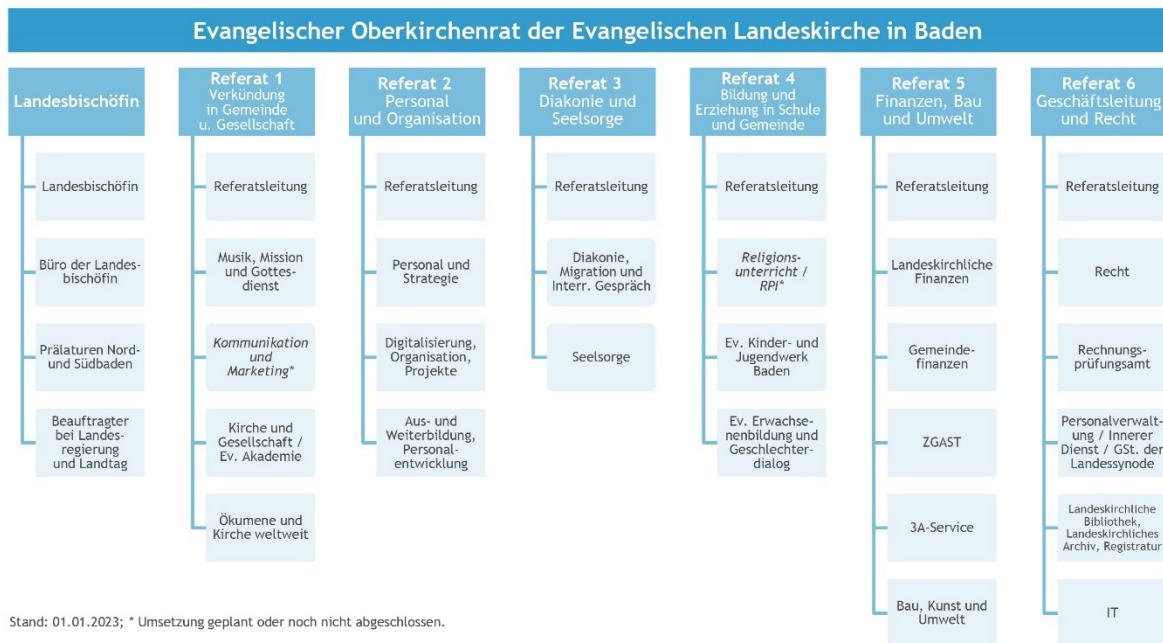 Evangelischer Oberkirchenrat der Evangelischen Landeskirche in Baden
Landesbischöfin
Landesbischöfin
Büro der Landes-
bischöfin
Prälaturen Nord-
und Südbaden
Beauftragter
bei Landes-
regierung
und Landtag
Referat 1
Verkündung
in Gemeinde
u. Gesellschaft
Referatsleitung
Musik, Mission
und Gottes-
dienst
Kommunikation
und
Marketing*
Kirche und
Gesellschaft /
Ev. Akademie
Ökumene und
Kirche weltweit
Referat 2
Personal
und Organisation
Referatsleitung
Personal und
Strategie
Digitalisierung,
Organisation,
Projekte
Aus- und
Weiterbildung,
Personal-
entwicklung
Referat 3
Diakonie und
Seelsorge
Referatsleitung
Diakonie,
Migration und
Interr. Gespräch
Seelsorge
Referat 4
Bildung und
Erziehung in Schule
und Gemeinde
Referatsleitung
Religions-
unterricht /
RPI*
Ev. Kinder- und
Jugendwerk
Baden
Ev. Erwachse-
nenbildung und
Geschlechter-
dialog
Referat 5
Finanzen, Bau
und Umwelt
Referatsleitung
Landeskirchliche
Finanzen
Gemeinde-
finanzen
ZGAST
3A-Service
Bau, Kunst und
Umwelt
Referat 6
Geschäftsleitung
und Recht
Referatsleitung
Recht
Rechnungs-
prüfungsamt
Personalverwalt-
ung / Innerer
Dienst / GSt. der
Landessynode
Landeskirchliche
Bibliothek,
Landeskirchliches
Archiv, Registratur
IT
Stand: 01.01.2023; * Umsetzung geplant oder noch nicht abgeschlossen.